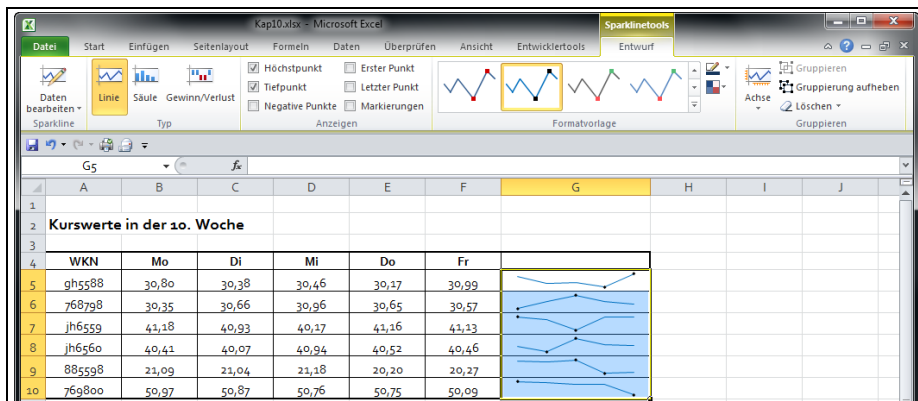 Kap10.xlsx - Microsoft Excel
Sparklinetools
Datei Start Einfügen Seitenlayout Formeln Daten Überprüfen Ansicht Entwicklertools Entwurf
Daten bearbeiten
Linie Säule Gewinn/Verlust
Höchstpunkt Erster Punkt
Tiefpunkt Letzter Punkt
Negative Punkte Markierungen
Achse
Gruppieren
Gruppierung aufheben
Löschen
Sparkline Typ Anzeigen Formatvorlage Gruppieren
G5 fx
A B C D E F G H I J
1
2 Kurswerte in der 10. Woche
3
4 WKN Mo Di Mi Do Fr
5 gh5588 30,80 30,38 30,46 30,17 30,99
6 768798 30,35 30,66 30,96 30,65 30,57
7 jh6559 41,18 40,93 40,17 41,16 41,13
8 jh6560 40,41 40,07 40,94 40,52 40,46
9 885598 21,09 21,04 21,18 20,20 20,27
10 769800 50,97 50,87 50,76 50,75 50,09